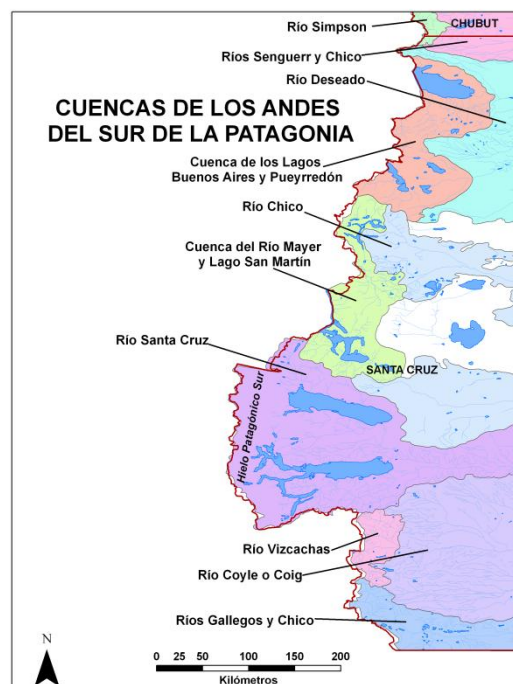 Río Simpson
CHUBUT
Ríos Senguerr y Chico
Río Deseado
CUENCAS DE LOS ANDES
DEL SUR DE LA PATAGONIA
Cuenca de los Lagos
Buenos Aires y Pueyrredón
Río Chico
Cuenca del Río Mayer
y Lago San Martín
Río Santa Cruz
SANTA CRUZ
Hielo Patagónico Sur
Río Vizcachas
Río Coyle o Coig
Ríos Gallegos y Chico
N
0 25 50 100 150 200
Kilómetros